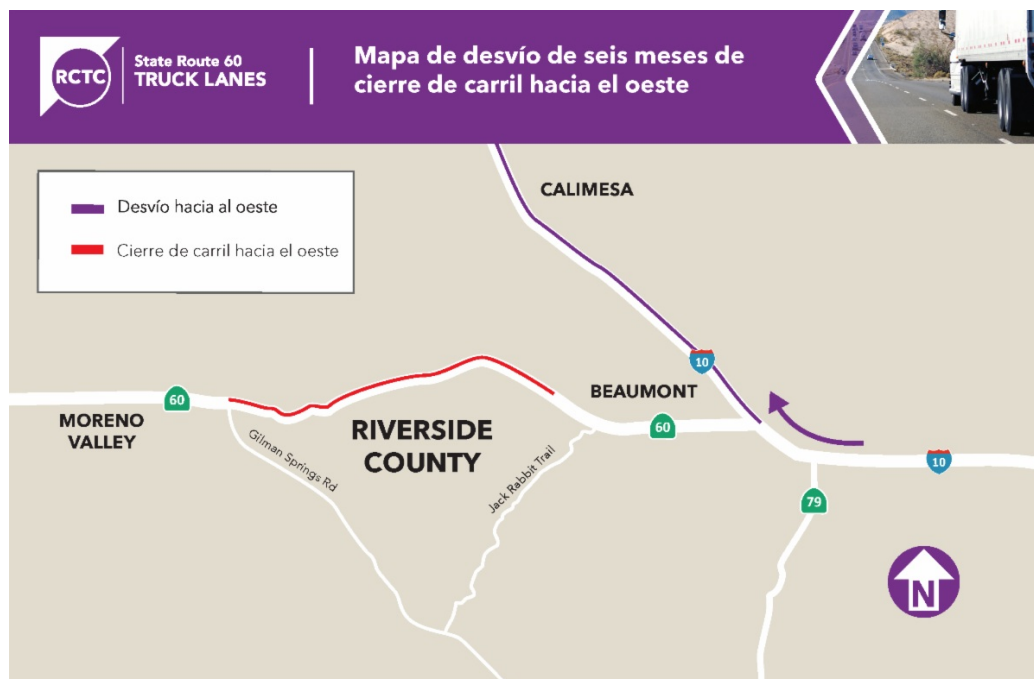 RCTC
State Route 60
TRUCK LANES
Mapa de desvío de seis meses de
cierre de carril hacia el oeste
Desvío hacia al oeste
Cierre de carril hacia el oeste
CALIMESA
10
BEAUMONT
60
MORENO
VALLEY
RIVERSIDE
COUNTY
60
10
Gilman Springs Rd
Jack Rabbit Trail
79
N